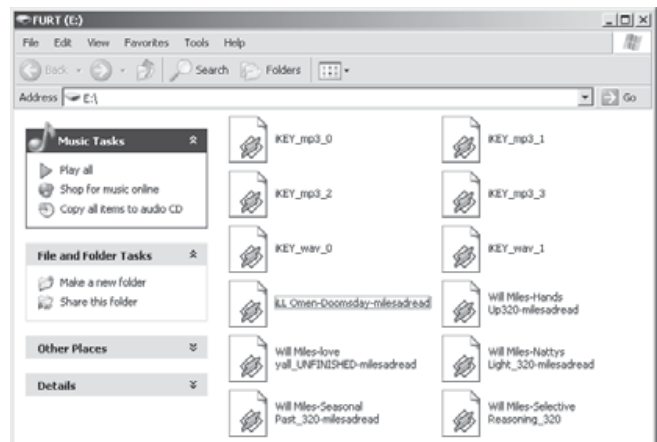 FURT (E:)
File Edit View Favorites Tools Help
Back Search Folders
Address E:\ Go
Music Tasks
Play all
Shop for music online
Copy all items to audio CD
File and Folder Tasks
Make a new folder
Share this folder
Other Places
Details
iKEY_mp3_0
iKEY_mp3_1
iKEY_mp3_2
iKEY_mp3_3
iKEY_wav_0
iKEY_wav_1
iLL Omen-Doomsday-milesadread
Will Miles-Hands
Up320-milesadread
Will Miles-love
yall_UNFINISHED-milesadread
Will Miles-Nattys
Light_320-milesadread
Will Miles-Seasonal
Past_320-milesadread
Will Miles-Selective
Reasoning_320